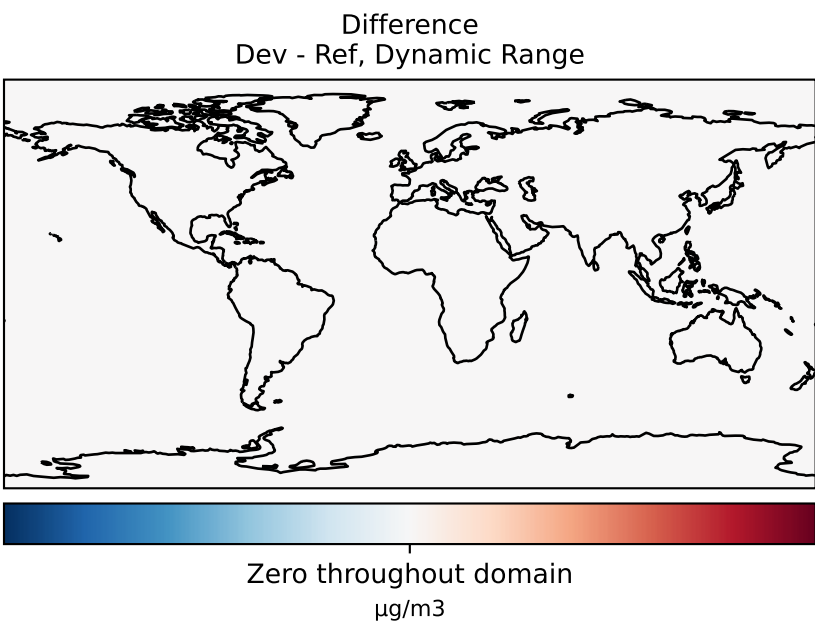 Difference
Dev - Ref, Dynamic Range
Zero throughout domain
μg/m3